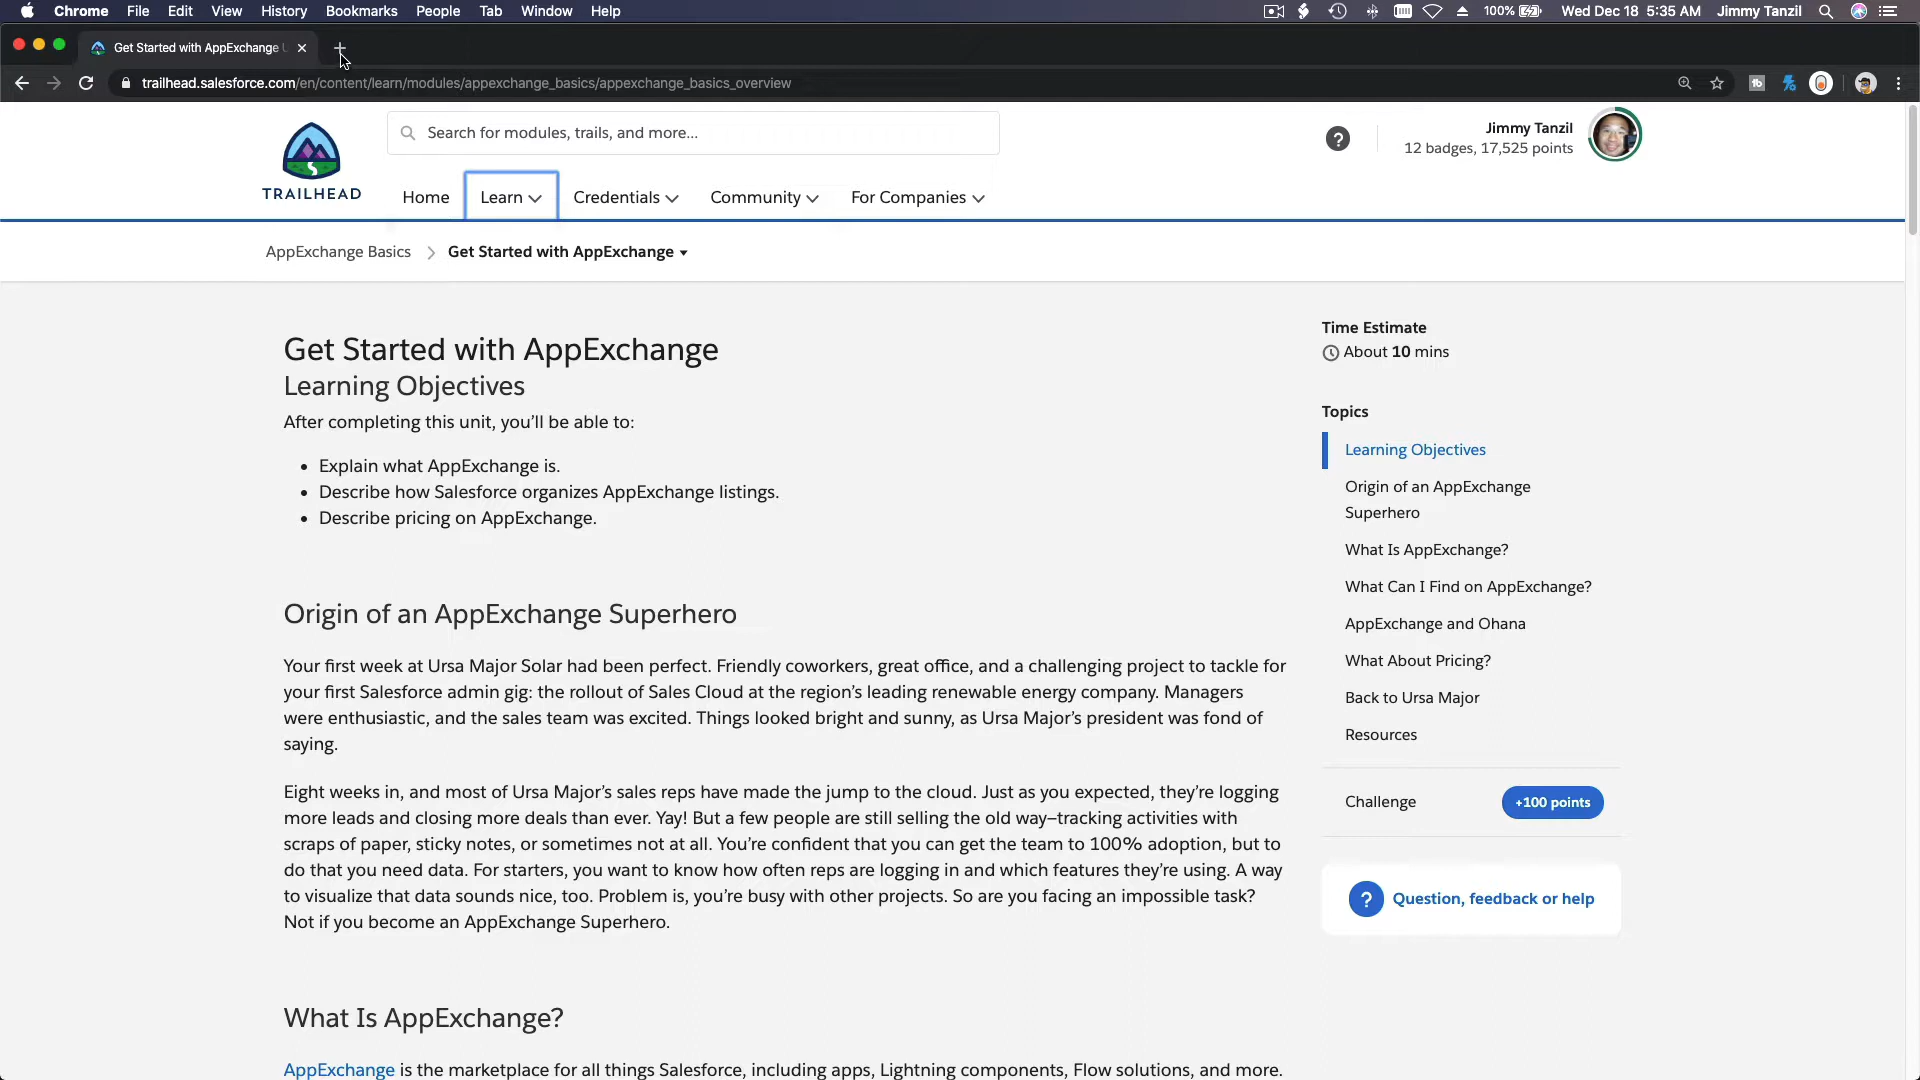 Chrome File Edit View History Bookmarks People Tab Window Help 100% Wed Dec 18 5:35 AM Jimmy Tanzil
Get Started with AppExchange
trailhead.salesforce.com/en/content/learn/modules/appexchange_basics/appexchange_basics_overview
Search for modules, trails, and more...
Jimmy Tanzil
12 badges, 17,525 points
TRAILHEAD
Home Learn Credentials Community For Companies
AppExchange Basics Get Started with AppExchange
Get Started with AppExchange
Learning Objectives
After completing this unit, you’ll be able to:
• Explain what AppExchange is.
• Describe how Salesforce organizes AppExchange listings.
• Describe pricing on AppExchange.
Origin of an AppExchange Superhero
Your first week at Ursa Major Solar had been perfect. Friendly coworkers, great office, and a challenging project to tackle for
your first Salesforce admin gig: the rollout of Sales Cloud at the region’s leading renewable energy company. Managers
were enthusiastic, and the sales team was excited. Things looked bright and sunny, as Ursa Major’s president was fond of
saying.
Eight weeks in, and most of Ursa Major’s sales reps have made the jump to the cloud. Just as you expected, they’re logging
more leads and closing more deals than ever. Yay! But a few people are still selling the old way–tracking activities with
scraps of paper, sticky notes, or sometimes not at all. You’re confident that you can get the team to 100% adoption, but to
do that you need data. For starters, you want to know how often reps are logging in and which features they’re using. A way
to visualize that data sounds nice, too. Problem is, you’re busy with other projects. So are you facing an impossible task?
Not if you become an AppExchange Superhero.
What Is AppExchange?
AppExchange is the marketplace for all things Salesforce, including apps, Lightning components, Flow solutions, and more.
Time Estimate
About 10 mins
Topics
Learning Objectives
Origin of an AppExchange
Superhero
What Is AppExchange?
What Can I Find on AppExchange?
AppExchange and Ohana
What About Pricing?
Back to Ursa Major
Resources
Challenge +100 points
? Question, feedback or help